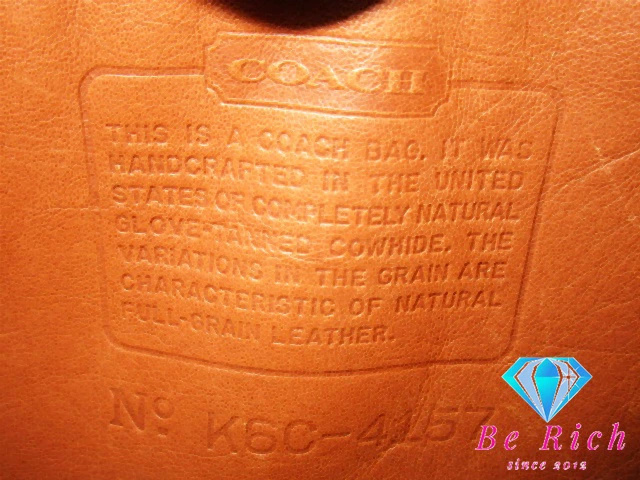 COACH
THIS IS A COACH BAG. IT WAS
HANDCRAFTED IN THE UNITED
STATES OF COMPLETELY NATURAL
GLOVE-TANNED COWHIDE. THE
VARIATIONS IN THE GRAIN ARE
CHARACTERISTIC OF NATURAL
FULL-GRAIN LEATHER.
No K6C-4157
Be Rich
since 2012